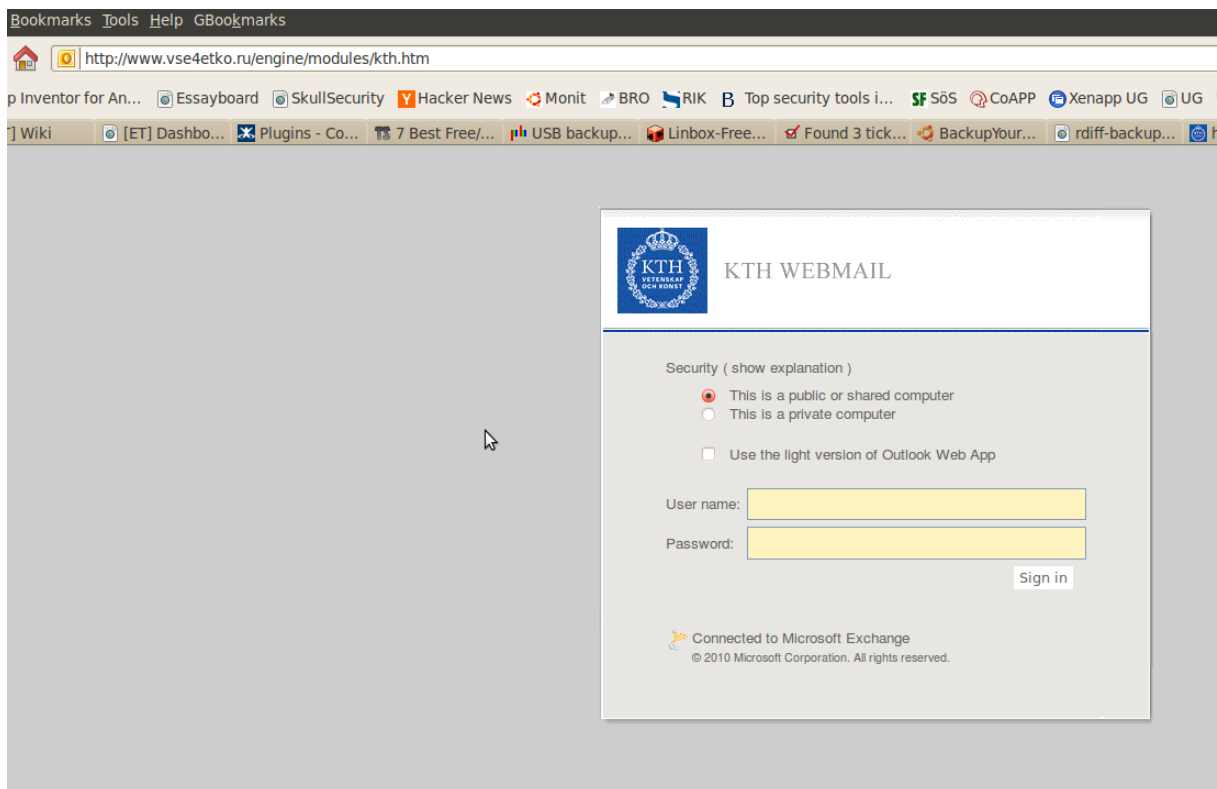 Bookmarks Tools Help GBookmarks
http://www.vse4etko.ru/engine/modules/kth.htm
p Inventor for An... Essayboard SkullSecurity Hacker News Monit BRO RIK Top security tools i... SöS CoAPP Xenapp UG UG
] Wiki [ET] Dashbo... Plugins - Co... 7 Best Free/... USB backup... Linbox-Free... Found 3 tick... BackupYour... rdiff-backup... h
KTH
VETENSKAP
OCH KONST
KTH WEBMAIL
Security ( show explanation )
This is a public or shared computer
This is a private computer
Use the light version of Outlook Web App
User name:
Password:
Sign in
Connected to Microsoft Exchange
© 2010 Microsoft Corporation. All rights reserved.